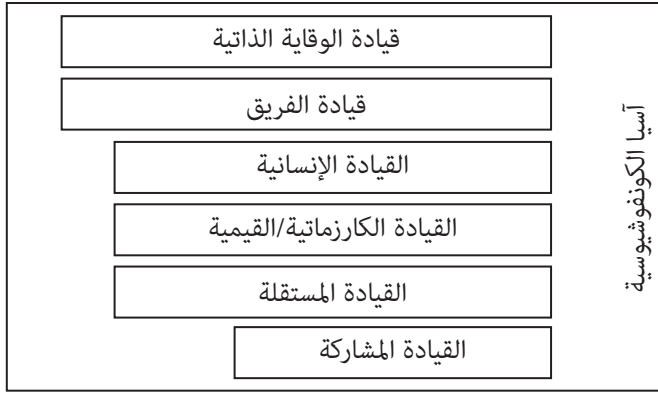 آسيا الكونفوشيوسية
قيادة الوقاية الذاتية
قيادة الفريق
القيادة الإنسانية
القيادة الكارزماتية/القيمية
القيادة المستقلة
القيادة المشاركة